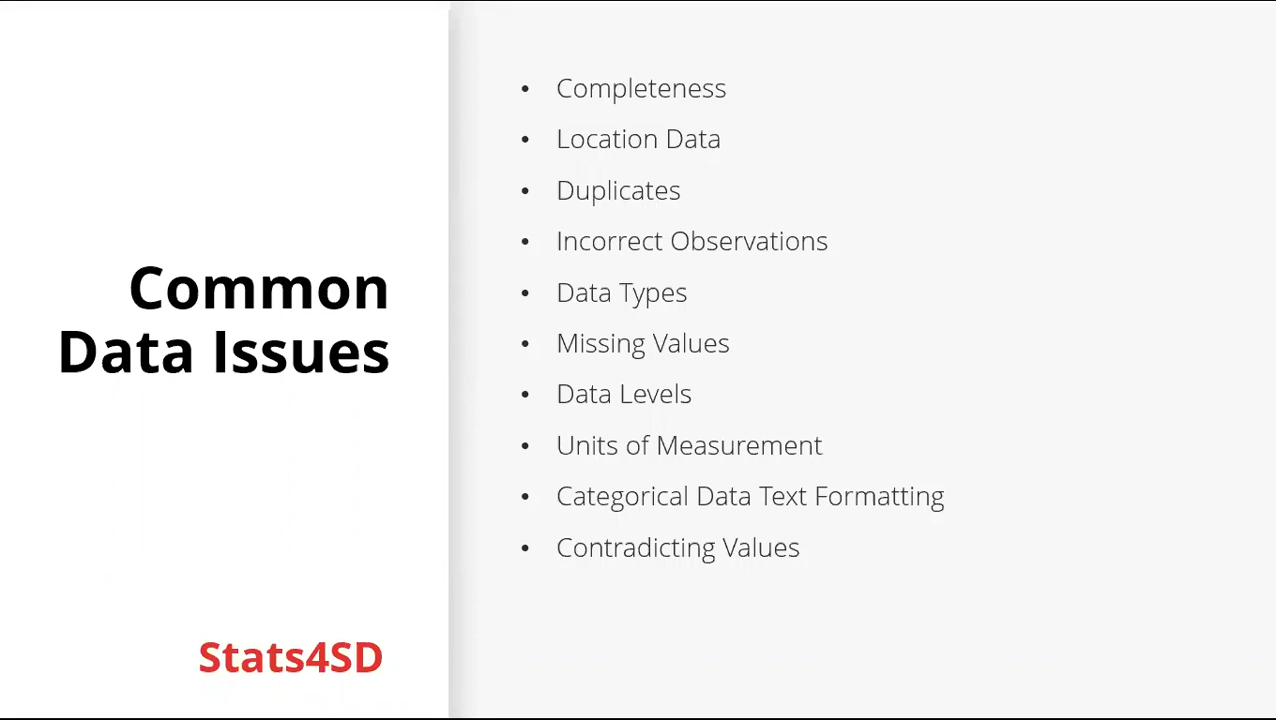 Common
Data Issues
Stats4SD
• Completeness
• Location Data
• Duplicates
• Incorrect Observations
• Data Types
• Missing Values
• Data Levels
• Units of Measurement
• Categorical Data Text Formatting
• Contradicting Values